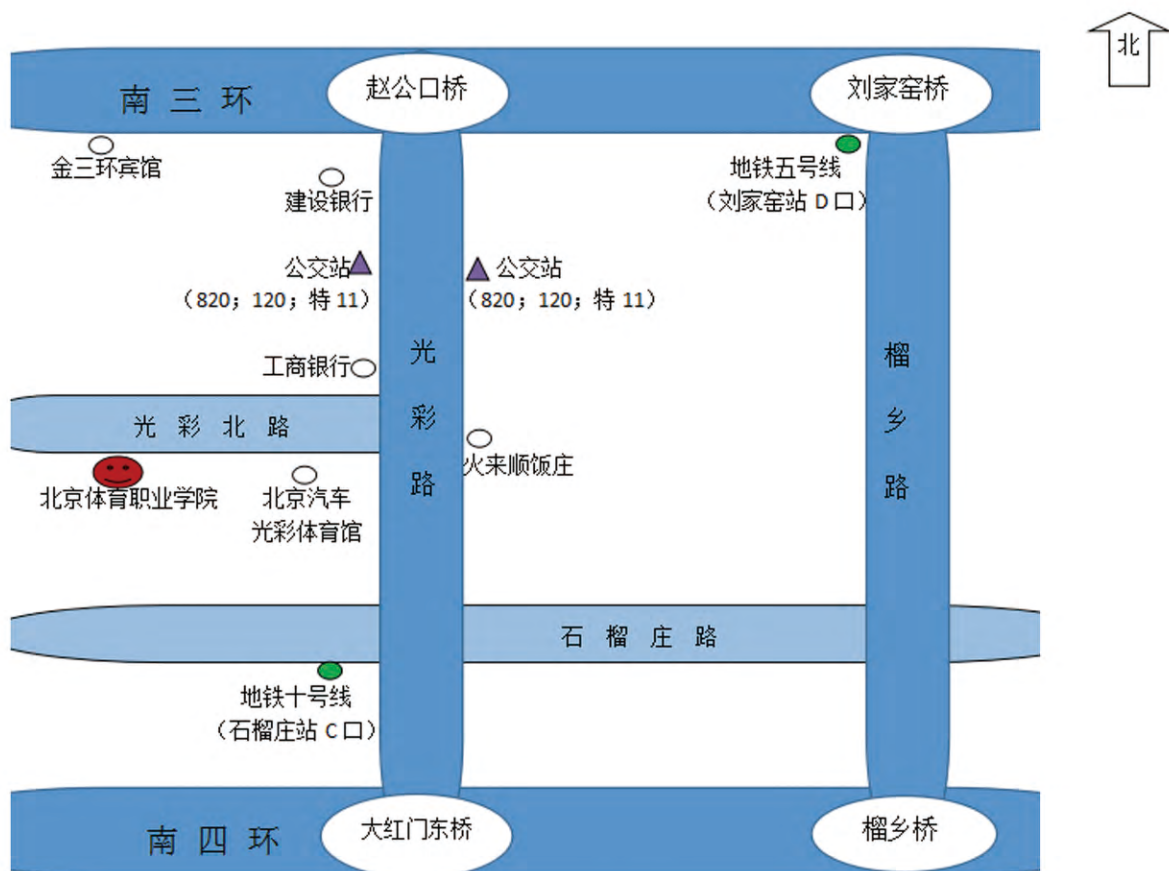 北
南三环
赵公口桥
刘家窑桥
金三环宾馆
建设银行
地铁五号线
（刘家窑站 D 口）
公交站
（820；120；特 11）
公交站
（820；120；特 11）
工商银行
光彩路
榴乡路
光彩北路
火来顺饭庄
北京体育职业学院
北京汽车
光彩体育馆
石榴庄路
地铁十号线
（石榴庄站 C 口）
南四环
大红门东桥
榴乡桥